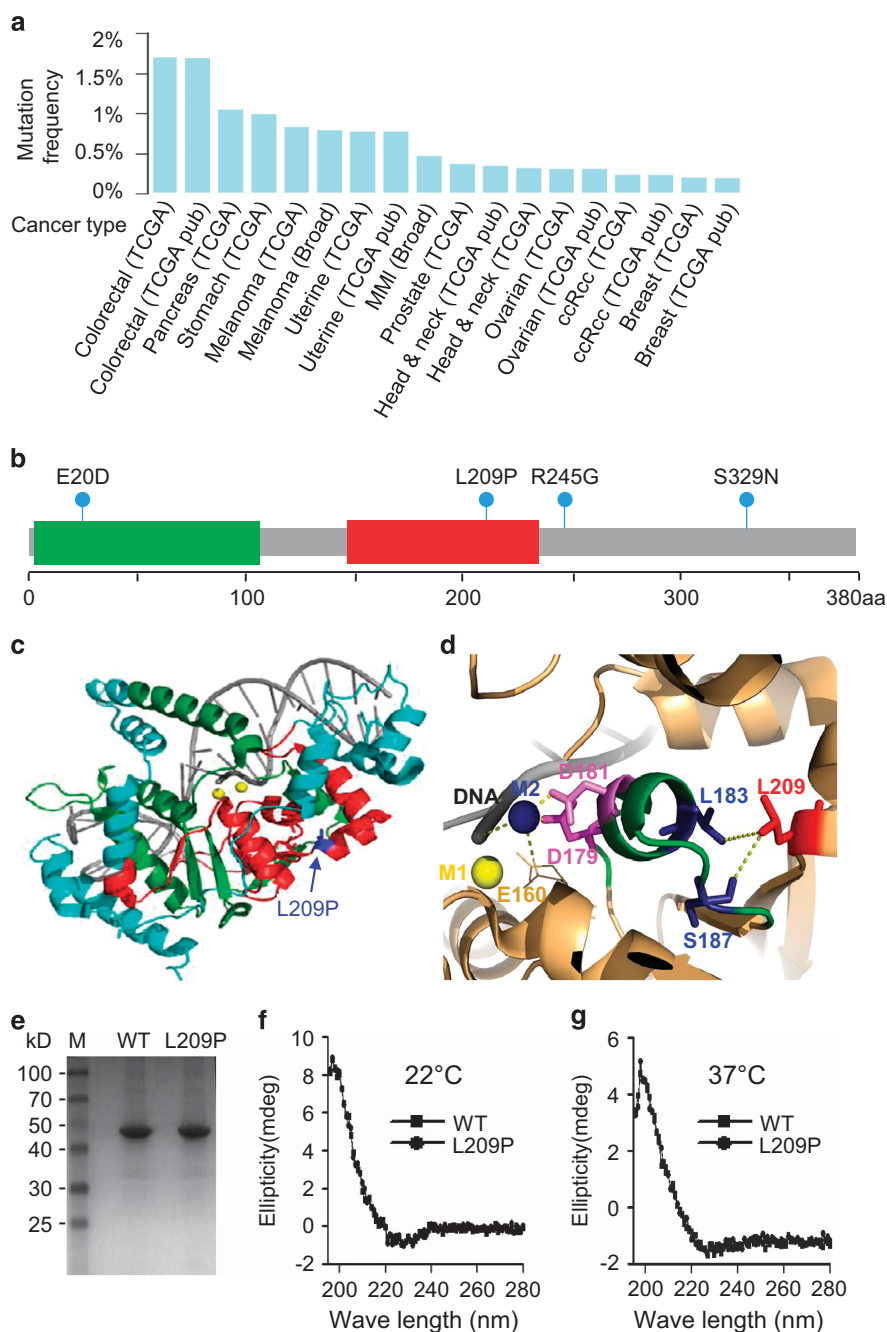 a
2%
1.5%
1%
0.5%
0%
Mutation frequency
Cancer type
Colorectal (TCGA)
Colorectal (TCGA pub)
Pancreas (TCGA)
Stomach (TCGA)
Melanoma (TCGA)
Melanoma (Broad)
Uterine (TCGA)
Uterine (TCGA pub)
MMI (Broad)
Prostate (TCGA)
Head & neck (TCGA pub)
Head & neck (TCGA)
Ovarian (TCGA)
Ovarian (TCGA pub)
ccRcc (TCGA)
ccRcc (TCGA pub)
Breast (TCGA)
Breast (TCGA pub)
b
E20D L209P R245G S329N
0 100 200 300 380aa
c
L209P
d
DNA M2 D181 L183 L209
D179
M1 E160
S187
e
kD M WT L209P
100
70
50
40
30
25
f
10
8
6
4
2
0
-2
Ellipticity(mdeg)
22°C
WT
L209P
200 220 240 260 280
Wave length (nm)
g
6
4
2
0
-2
Ellipticity(mdeg)
37°C
WT
L209P
200 220 240 260 280
Wave length (nm)